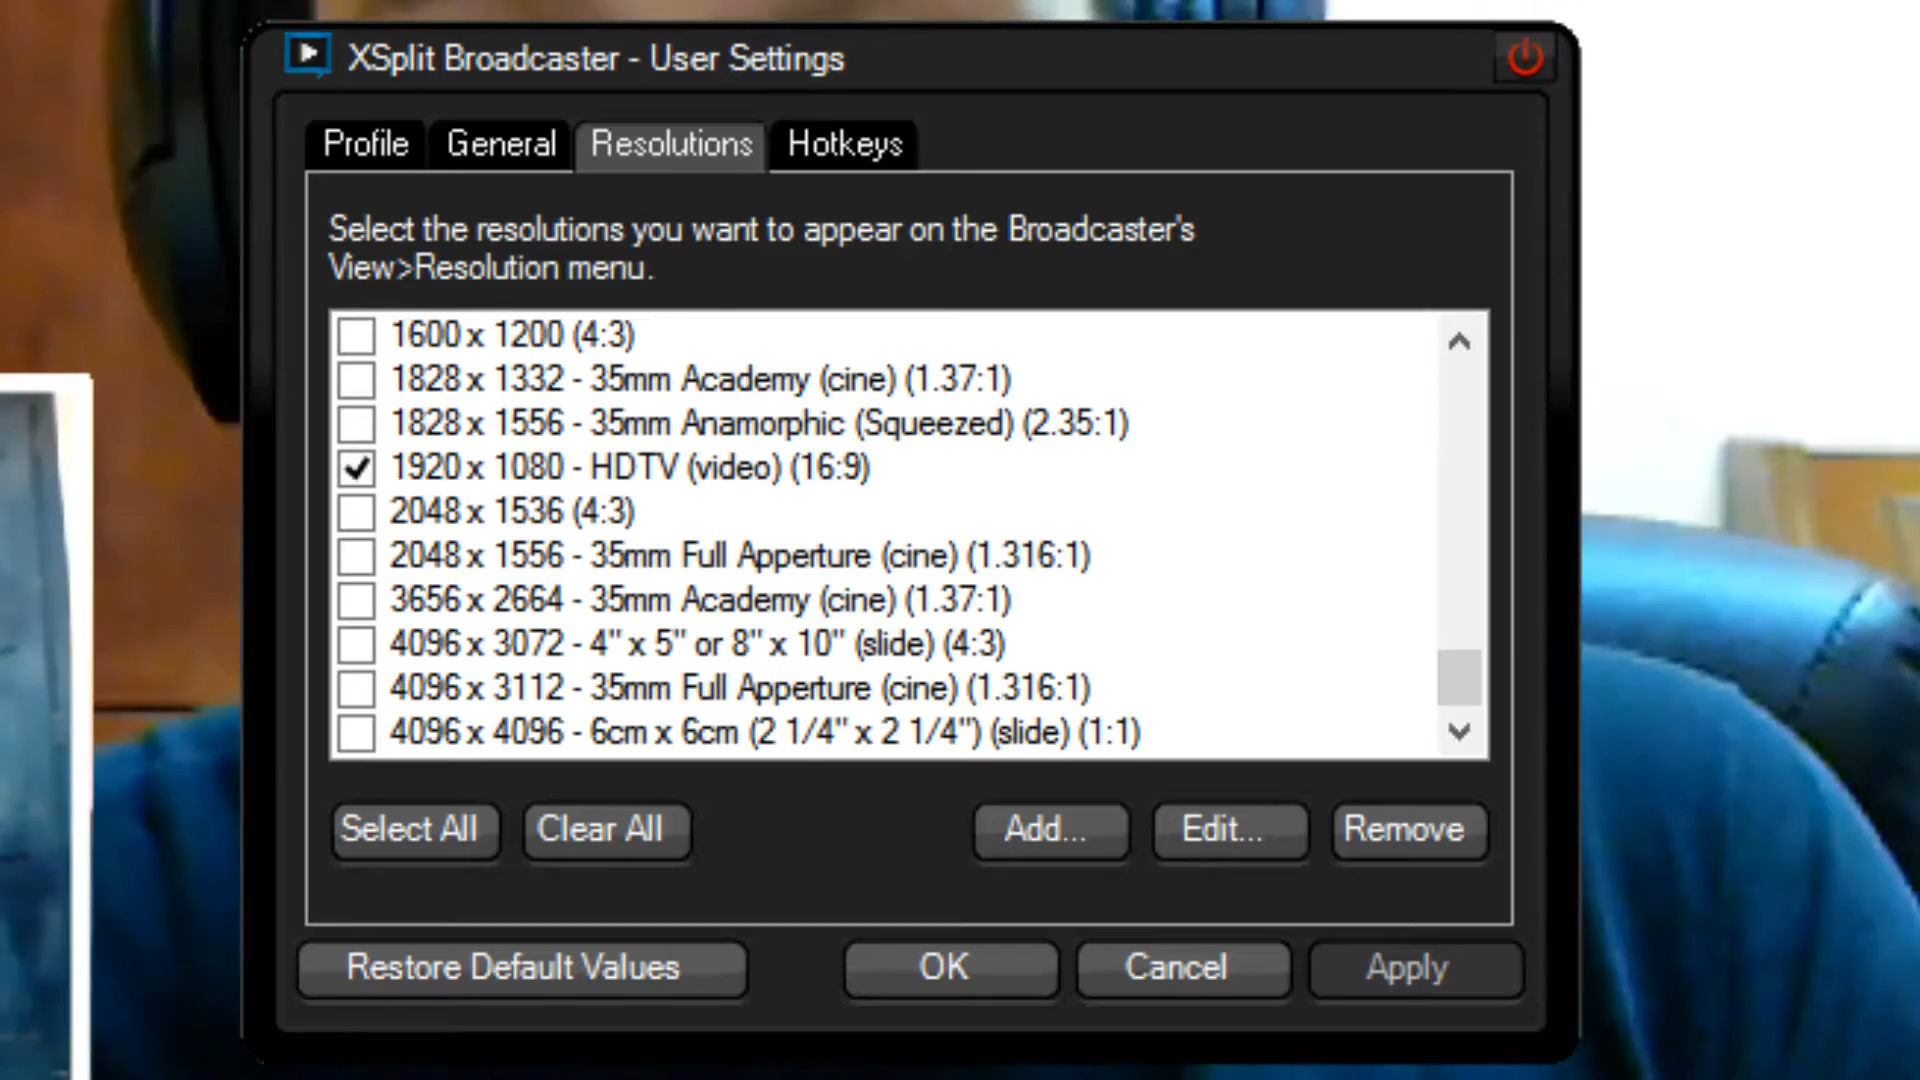 XSplit Broadcaster - User Settings
Profile General Resolutions Hotkeys
Select the resolutions you want to appear on the Broadcaster's
View>Resolution menu.
1600 x 1200 (4:3)
1828 x 1332 - 35mm Academy (cine) (1.37:1)
1828 x 1556 - 35mm Anamorphic (Squeezed) (2.35:1)
1920 x 1080 - HDTV (video) (16:9)
2048 x 1536 (4:3)
2048 x 1556 - 35mm Full Apperture (cine) (1.316:1)
3656 x 2664 - 35mm Academy (cine) (1.37:1)
4096 x 3072 - 4" x 5" or 8" x 10" (slide) (4:3)
4096 x 3112 - 35mm Full Apperture (cine) (1.316:1)
4096 x 4096 - 6cm x 6cm (2 1/4" x 2 1/4") (slide) (1:1)
Select All Clear All Add... Edit... Remove
Restore Default Values OK Cancel Apply